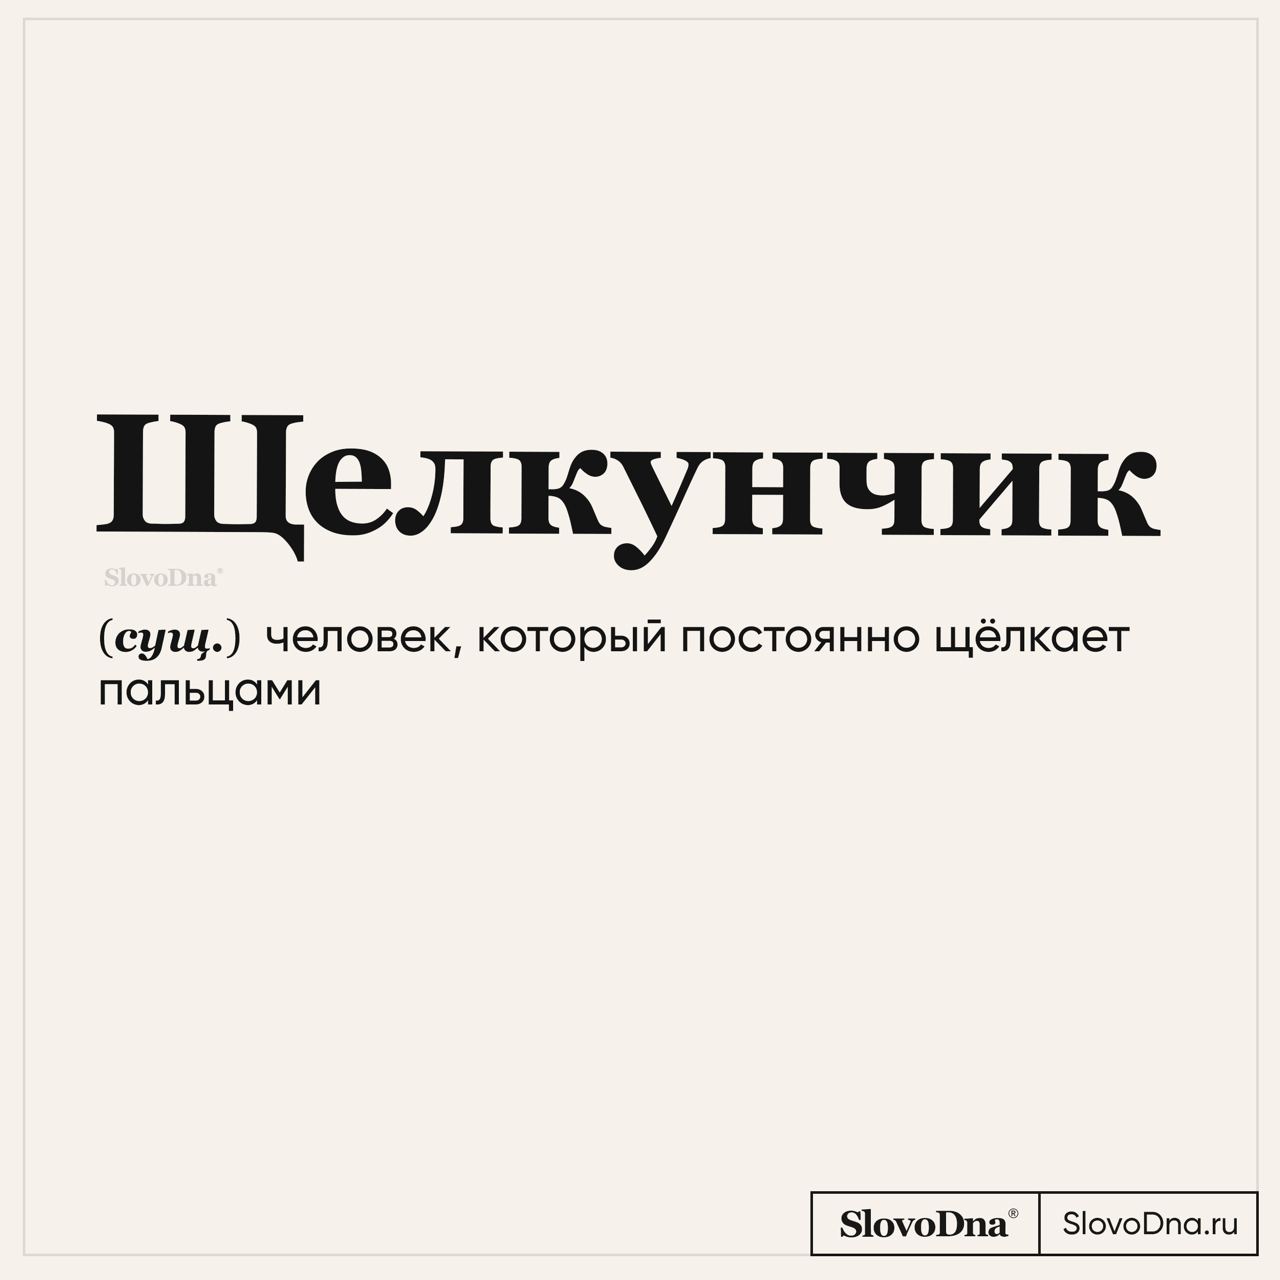 Щелкунчик
SlovoDna®
(сущ.) человек, который постоянно щёлкает
пальцами
SlovoDna® SlovoDna.ru